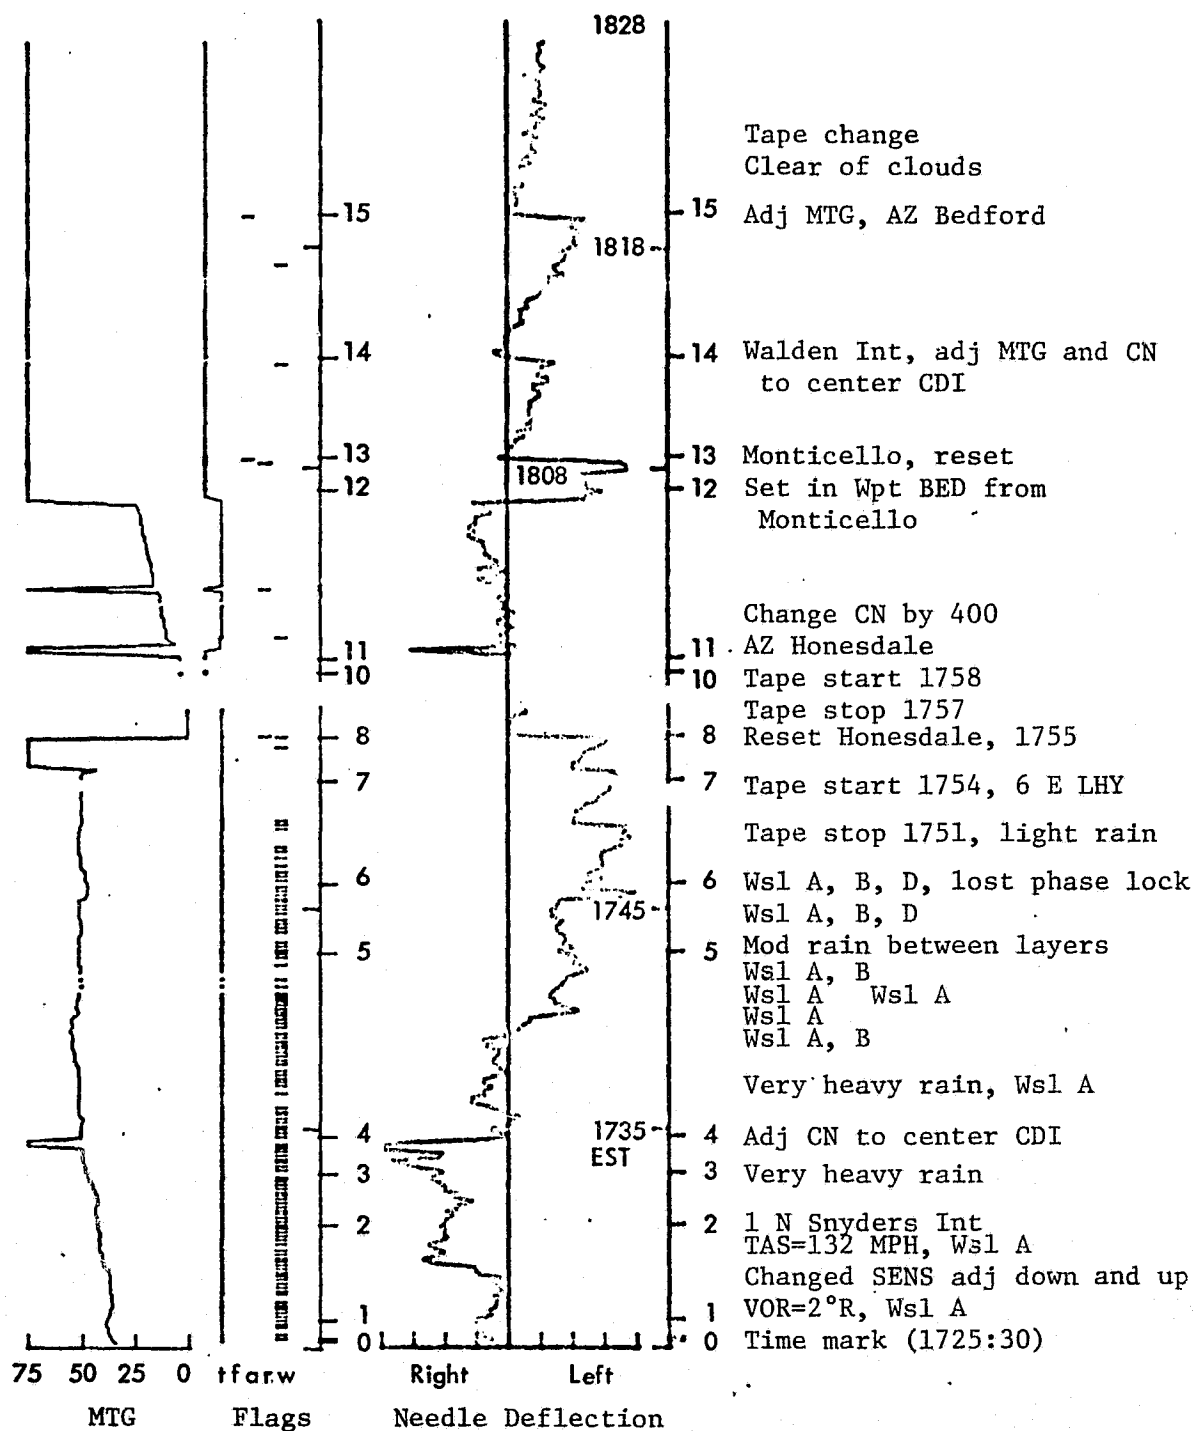 1828
Tape change
Clear of clouds
15 15 Adj MTG, AZ Bedford
1818
14 14 Walden Int, adj MTG and CN
to center CDI
13 13 Monticello, reset
1808
12 12 Set in Wpt BED from
Monticello
Change CN by 400
11 11 AZ Honesdale
10 10 Tape start 1758
Tape stop 1757
8 8 Reset Honesdale, 1755
7 7 Tape start 1754, 6 E LHY
Tape stop 1751, light rain
6 6 Wsl A, B, D, lost phase lock
1745 Wsl A, B, D
5 5 Mod rain between layers
Wsl A, B
Wsl A Wsl A
Wsl A
Wsl A, B
Very heavy rain, Wsl A
1735
EST
4 4 Adj CN to center CDI
3 3 Very heavy rain
2 2 1 N Snyders Int
TAS=132 MPH, Wsl A
Changed SENS adj down and up
1 1 VOR=2°R, Wsl A
0 0 Time mark (1725:30)
75 50 25 0 t f a r w Right Left
MTG Flags Needle Deflection